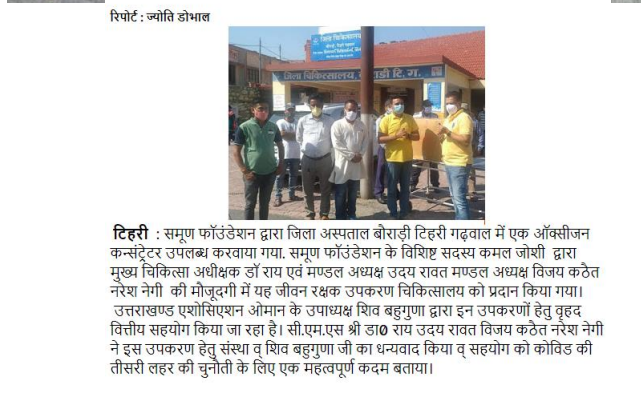 रिपोर्ट : ज्योति डोभाल
जिला चिकित्सालय
जिला चिकित्सालय, बौराडी टि. ग.
टिहरी : समूण फॉउंडेशन द्वारा जिला अस्पताल बौराड़ी टिहरी गढ़वाल में एक ऑक्सीजन
कन्संट्रेटर उपलब्ध करवाया गया. समूण फॉउंडेशन के विशिष्ट सदस्य कमल जोशी द्वारा
मुख्य चिकित्सा अधीक्षक डॉ राय एवं मण्डल अध्यक्ष उदय रावत मण्डल अध्यक्ष विजय कठैत
नरेश नेगी की मौजूदगी में यह जीवन रक्षक उपकरण चिकित्सालय को प्रदान किया गया।
उत्तराखण्ड एशोसिएशन ओमान के उपाध्यक्ष शिव बहुगुणा द्वारा इन उपकरणों हेतु वृहद
वित्तीय सहयोग किया जा रहा है। सी.एम.एस श्री डा0 राय उदय रावत विजय कठैत नरेश नेगी
ने इस उपकरण हेतु संस्था व् शिव बहुगुणा जी का धन्यवाद किया व् सहयोग को कोविड की
तीसरी लहर की चुनौती के लिए एक महत्वपूर्ण कदम बताया।